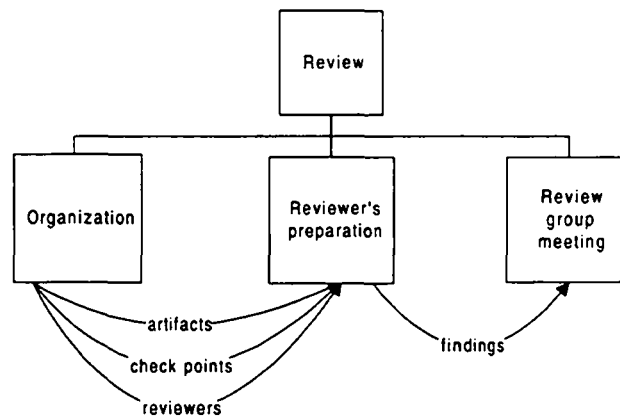 Review
Organization
Reviewer's
preparation
Review
group
meeting
artifacts
check points
reviewers
findings